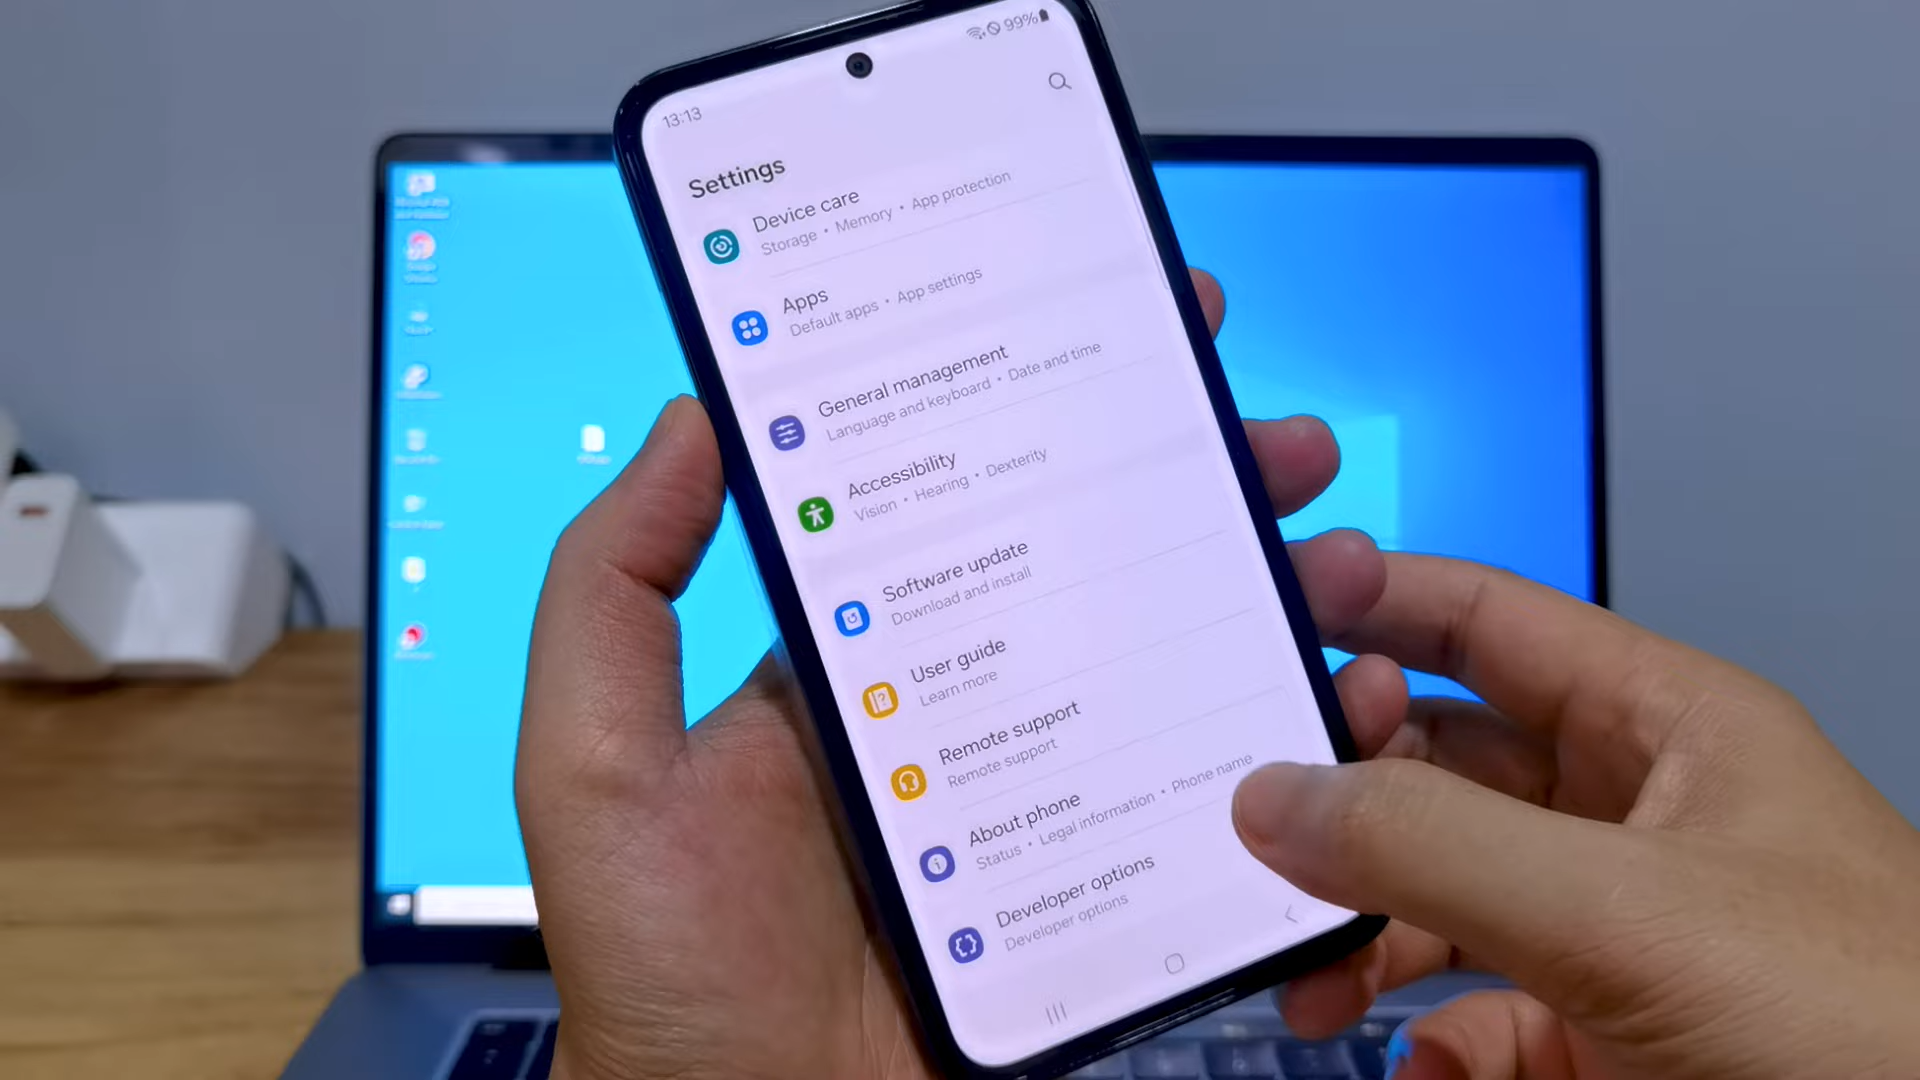 13:13
99%
Settings
Device care
Storage • Memory • App protection
Apps
Default apps • App settings
General management
Language and keyboard • Date and time
Accessibility
Vision • Hearing • Dexterity
Software update
Download and install
User guide
Learn more
Remote support
Remote support
About phone
Status • Legal information • Phone name
Developer options
Developer options